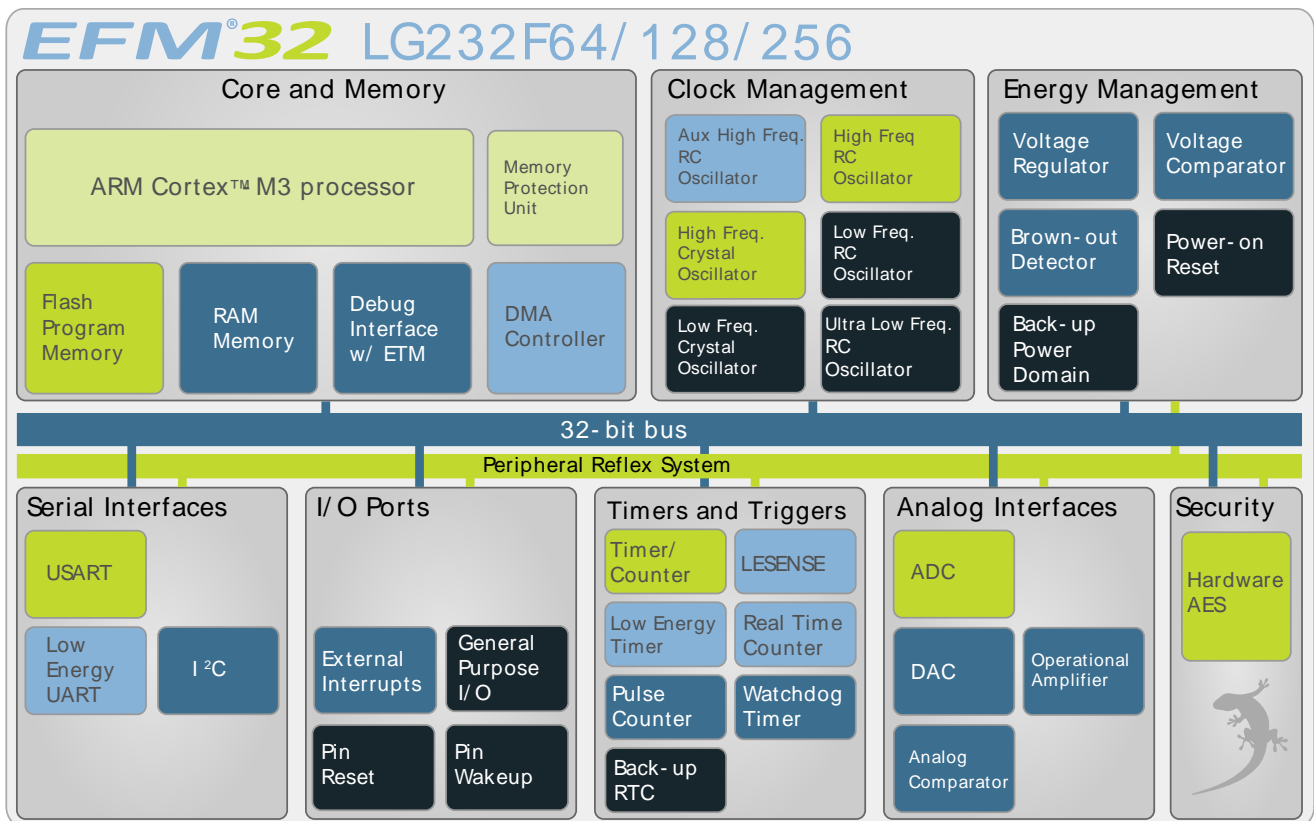 EFM®32 LG232F64/128/256
Core and Memory
ARM Cortex™ M3 processor
Memory
Protection
Unit
Flash
Program
Memory
RAM
Memory
Debug
Interface
w/ ETM
DMA
Controller
Clock Management
Aux High Freq.
RC
Oscillator
High Freq
RC
Oscillator
High Freq.
Crystal
Oscillator
Low Freq.
RC
Oscillator
Low Freq.
Crystal
Oscillator
Ultra Low Freq.
RC
Oscillator
Energy Management
Voltage
Regulator
Voltage
Comparator
Brown-out
Detector
Power-on
Reset
Back-up
Power
Domain
32-bit bus
Peripheral Reflex System
Serial Interfaces
USART
Low
Energy
UART
I²C
I/O Ports
External
Interrupts
General
Purpose
I/O
Pin
Reset
Pin
Wakeup
Timers and Triggers
Timer/
Counter
LESENSE
Low Energy
Timer
Real Time
Counter
Pulse
Counter
Watchdog
Timer
Back-up
RTC
Analog Interfaces
ADC
DAC
Operational
Amplifier
Analog
Comparator
Security
Hardware
AES